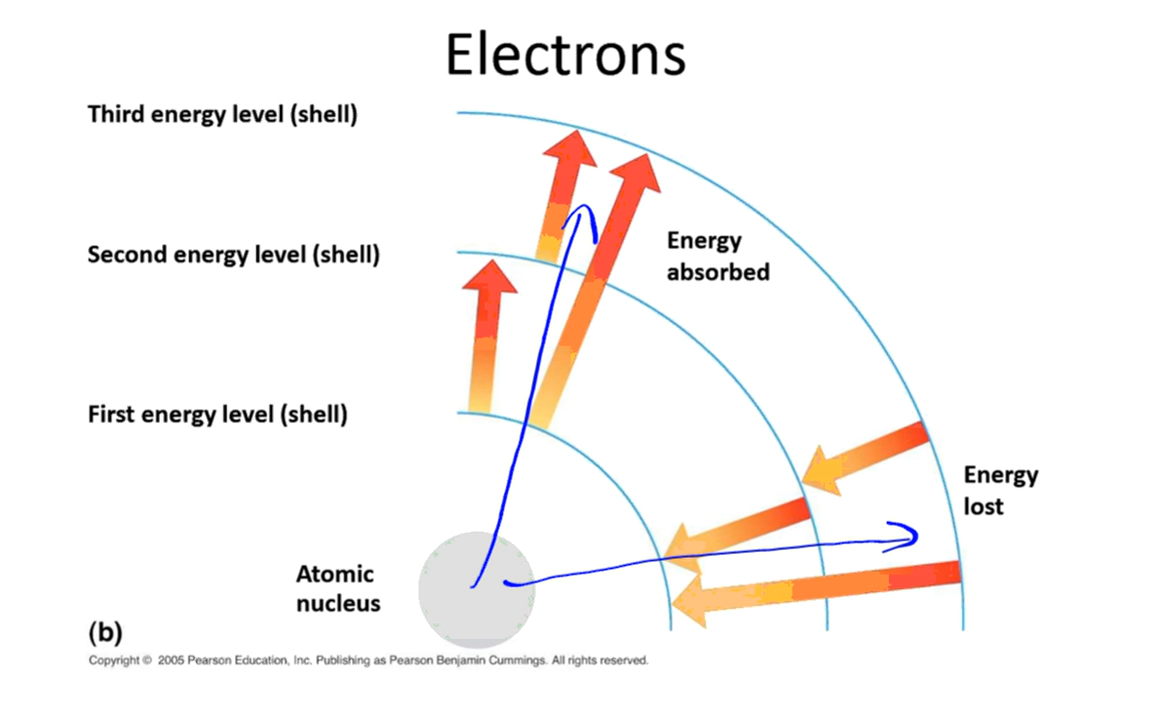 Electrons
Third energy level (shell)
Second energy level (shell)
Energy
absorbed
First energy level (shell)
Energy
lost
Atomic
nucleus
(b)
Copyright © 2005 Pearson Education, Inc. Publishing as Pearson Benjamin Cummings. All rights reserved.